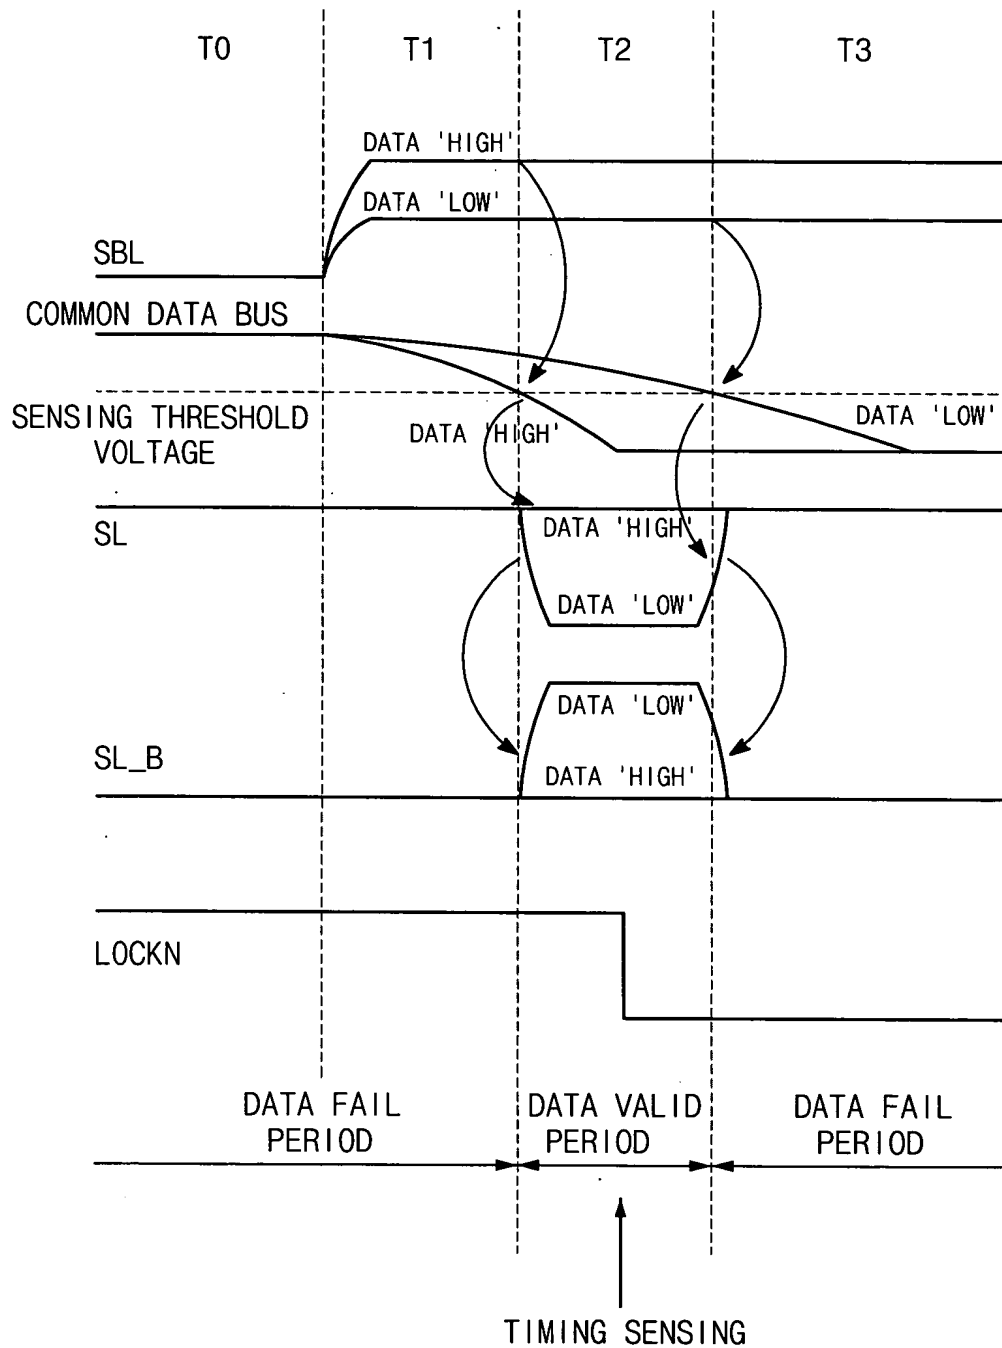 T0
T1
T2
T3
DATA 'HIGH'
DATA 'LOW'
SBL
COMMON DATA BUS
SENSING THRESHOLD
VOLTAGE
DATA 'HIGH'
DATA 'LOW'
SL
DATA 'HIGH'
DATA 'LOW'
DATA 'LOW'
SL_B
DATA 'HIGH'
LOCKN
DATA FAIL
PERIOD
DATA VALID
PERIOD
DATA FAIL
PERIOD
TIMING SENSING